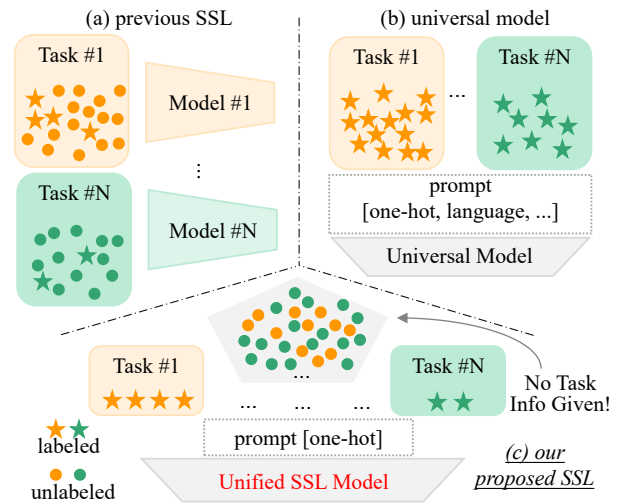 (a) previous SSL
Task #1
Model #1
...
Task #N
Model #N
(b) universal model
Task #1
...
Task #N
prompt
[one-hot, language, ...]
Universal Model
...
Task #1
Task #N
... ... ...
No Task
Info Given!
prompt [one-hot]
labeled
unlabeled
Unified SSL Model
(c) our
proposed SSL